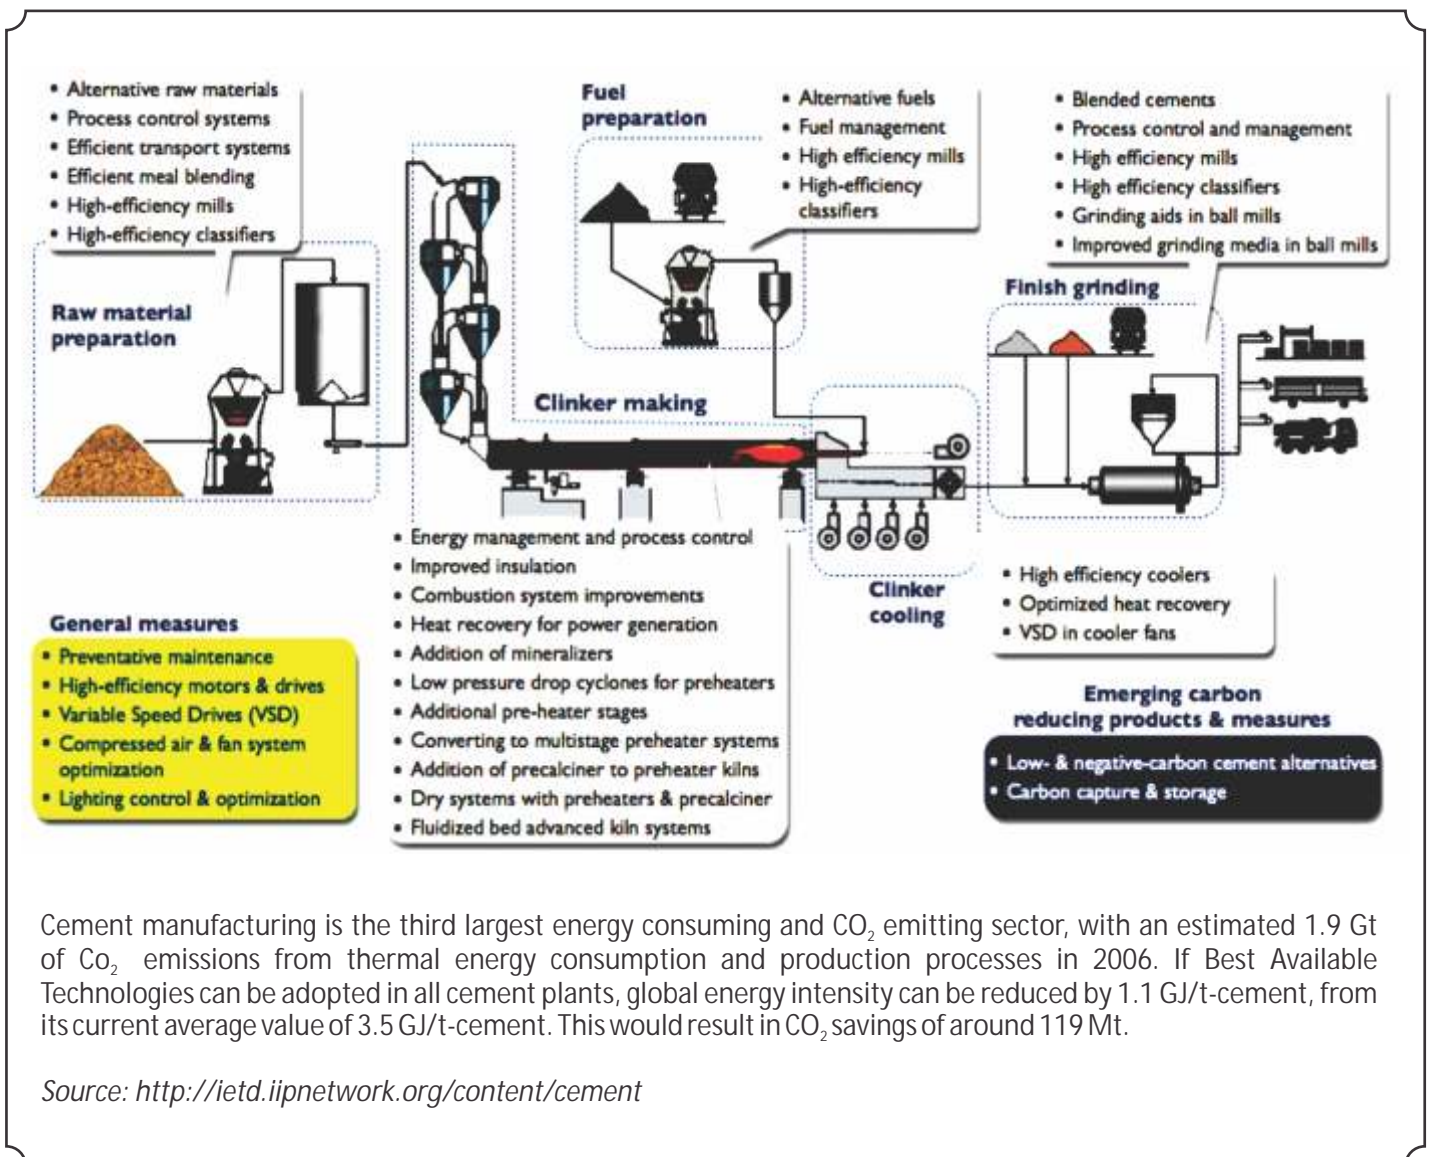 • Alternative raw materials
• Process control systems
• Efficient transport systems
• Efficient meal blending
• High-efficiency mills
• High-efficiency classifiers
Raw material
preparation
Fuel
preparation
• Alternative fuels
• Fuel management
• High efficiency mills
• High-efficiency
classifiers
• Blended cements
• Process control and management
• High efficiency mills
• High efficiency classifiers
• Grinding aids in ball mills
• Improved grinding media in ball mills
Finish grinding
Clinker making
• Energy management and process control
• Improved insulation
• Combustion system improvements
• Heat recovery for power generation
• Addition of mineralizers
• Low pressure drop cyclones for preheaters
• Additional pre-heater stages
• Converting to multistage preheater systems
• Addition of precalciner to preheater kilns
• Dry systems with preheaters & precalciner
• Fluidized bed advanced kiln systems
Clinker
cooling
• High efficiency coolers
• Optimized heat recovery
• VSD in cooler fans
General measures
• Preventative maintenance
• High-efficiency motors & drives
• Variable Speed Drives (VSD)
• Compressed air & fan system
optimization
• Lighting control & optimization
Emerging carbon
reducing products & measures
• Low- & negative-carbon cement alternatives
• Carbon capture & storage
Cement manufacturing is the third largest energy consuming and CO₂ emitting sector, with an estimated 1.9 Gt
of Co₂ emissions from thermal energy consumption and production processes in 2006. If Best Available
Technologies can be adopted in all cement plants, global energy intensity can be reduced by 1.1 GJ/t-cement, from
its current average value of 3.5 GJ/t-cement. This would result in CO₂ savings of around 119 Mt.
Source: http://ietd.iipnetwork.org/content/cement